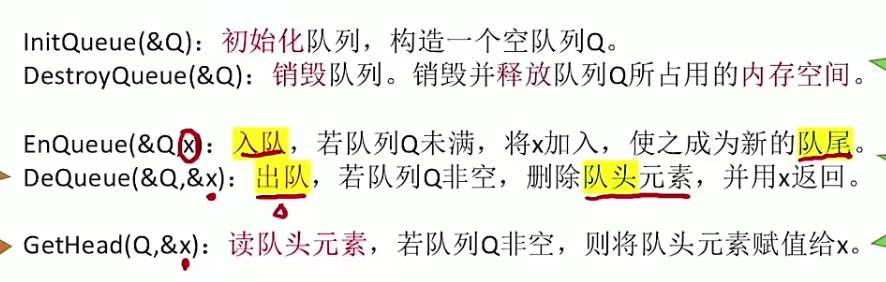 InitQueue(&Q)：初始化队列，构造一个空队列Q。
DestroyQueue(&Q)：销毁队列。销毁并释放队列Q所占用的内存空间。
EnQueue(&Q,x)：入队，若队列Q未满，将x加入，使之成为新的队尾。
DeQueue(&Q,&x)：出队，若队列Q非空，删除队头元素，并用x返回。
GetHead(Q,&x)：读队头元素，若队列Q非空，则将队头元素赋值给x。